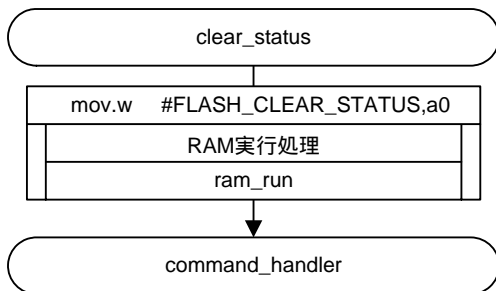 clear_status
mov.w #FLASH_CLEAR_STATUS,a0
RAM実行処理
ram_run
command_handler